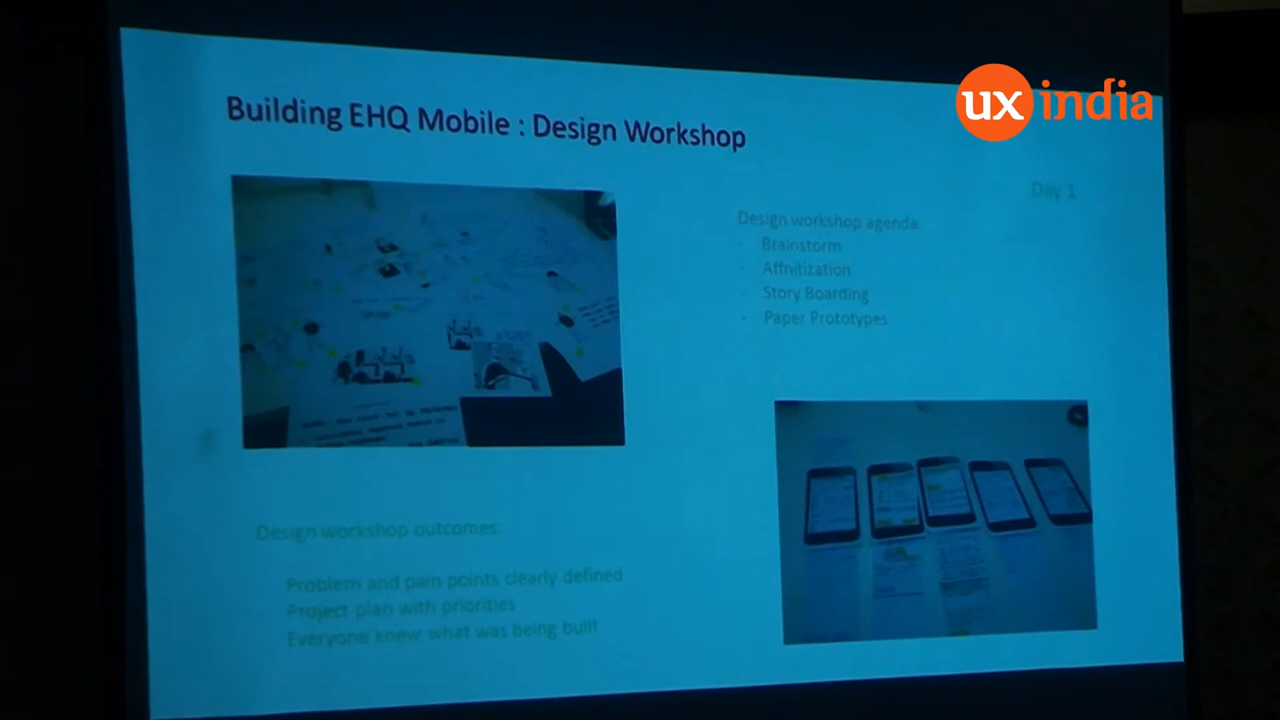 Building EHQ Mobile : Design Workshop
ux india
Day 1
Design workshop agenda:
- Brainstorm
- Affnitization
- Story Boarding
- Paper Prototypes
Design workshop outcomes:
- Problem and pain points clearly defined
- Project plan with priorities
- Everyone knew what was being built